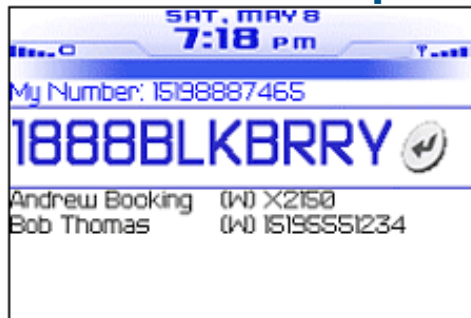 SAT, MAY 8
7:18 PM
My Number: 15198887465
1888BLKBRRY
Andrew Booking (W) X2150
Bob Thomas (W) 15195551234